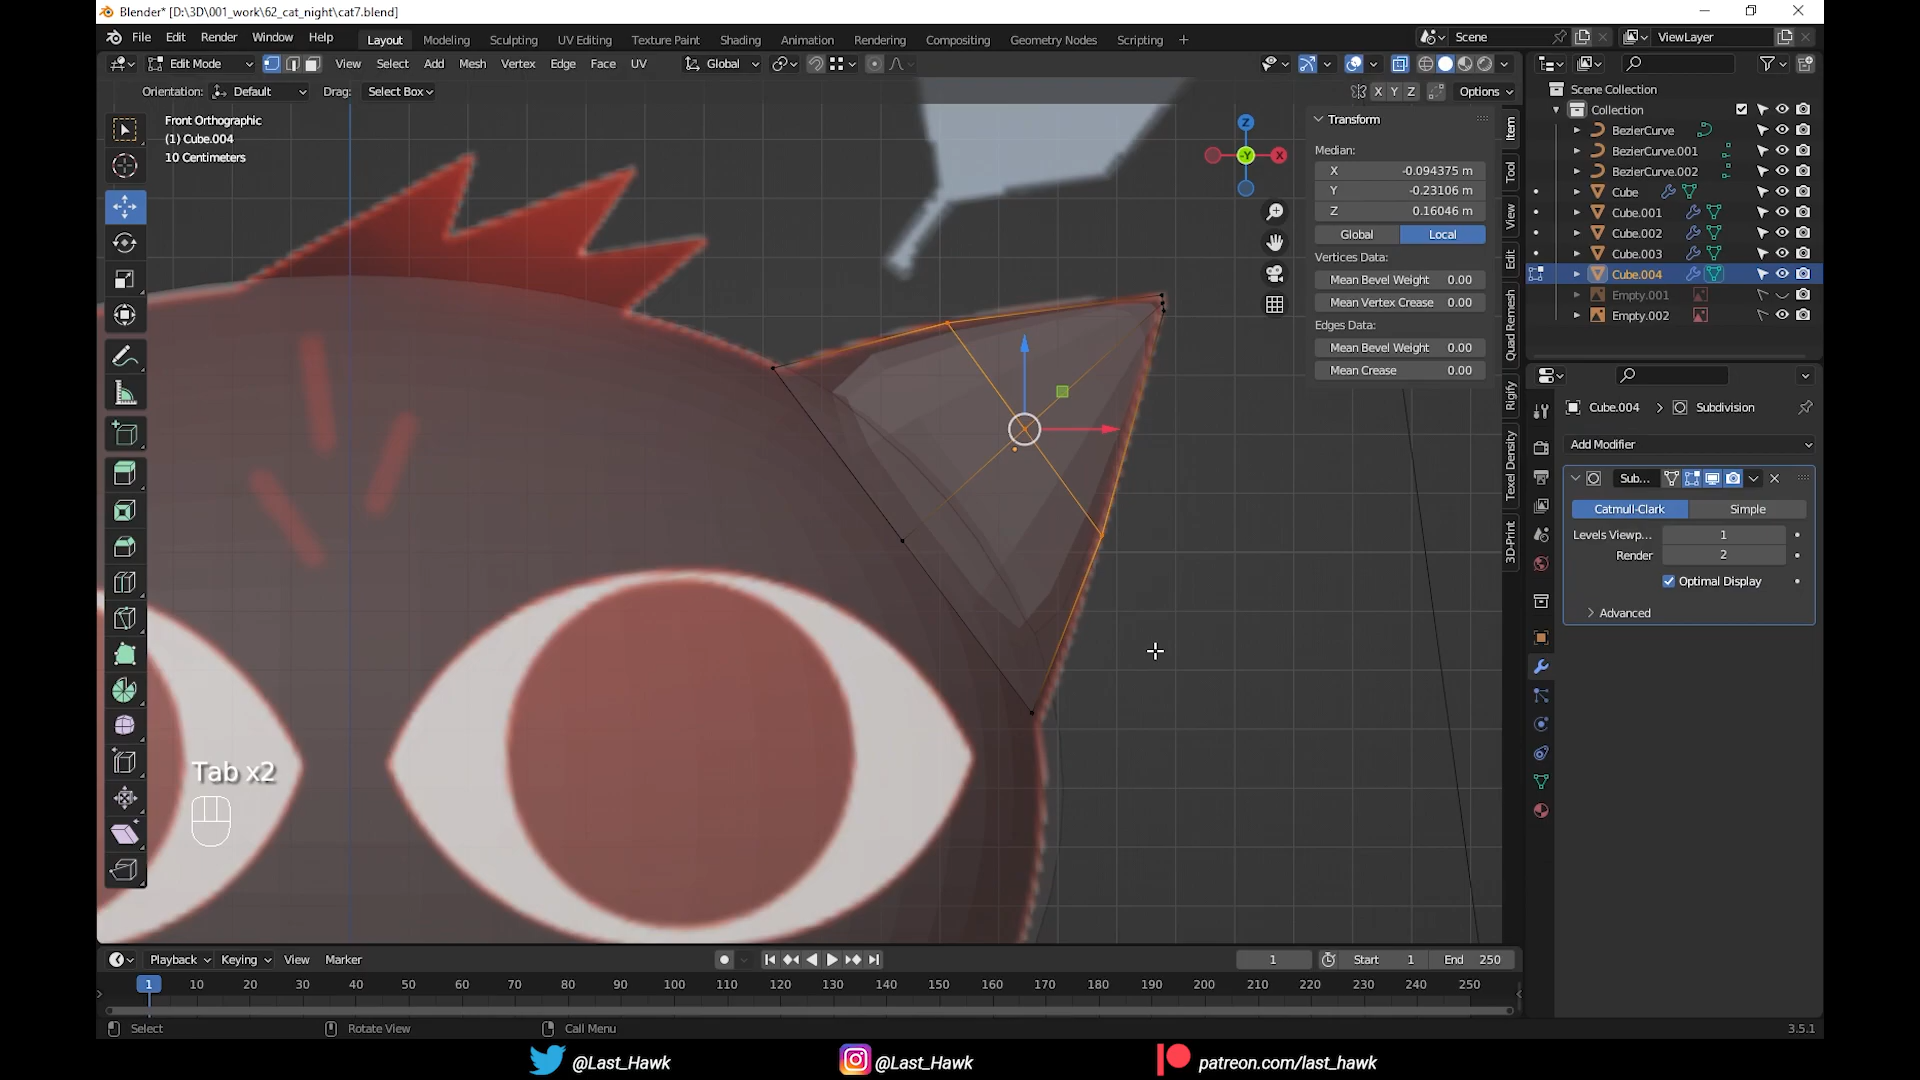 Blender* [D:\3D\001_work\62_cat_night\cat7.blend]
File Edit Render Window Help Layout Modeling Sculpting UV Editing Texture Paint Shading Animation Rendering Compositing Geometry Nodes Scripting + Scene ViewLayer
Edit Mode View Select Add Mesh Vertex Edge Face UV Global
Orientation: Default Drag: Select Box X Y Z Options
Front Orthographic
(1) Cube.004
10 Centimeters
Z
-Y
X
Transform
Median:
X -0.094375 m
Y -0.23106 m
Z 0.16046 m
Global Local
Vertices Data:
Mean Bevel Weight 0.00
Mean Vertex Crease 0.00
Edges Data:
Mean Bevel Weight 0.00
Mean Crease 0.00
Item
Tool
View
Edit
Quad Remesh
Rigify
Texel Density
3D-Print
Scene Collection
Collection
BezierCurve
BezierCurve.001
BezierCurve.002
Cube
Cube.001
Cube.002
Cube.003
Cube.004
Empty.001
Empty.002
Cube.004 > Subdivision
Add Modifier
Sub...
Catmull-Clark Simple
Levels Viewp... 1
Render 2
Optimal Display
Advanced
Tab x2
Playback Keying View Marker 1 Start 1 End 250
1 10 20 30 40 50 60 70 80 90 100 110 120 130 140 150 160 170 180 190 200 210 220 230 240 250
Select Rotate View Call Menu 3.5.1
@Last_Hawk @Last_Hawk patreon.com/last_hawk